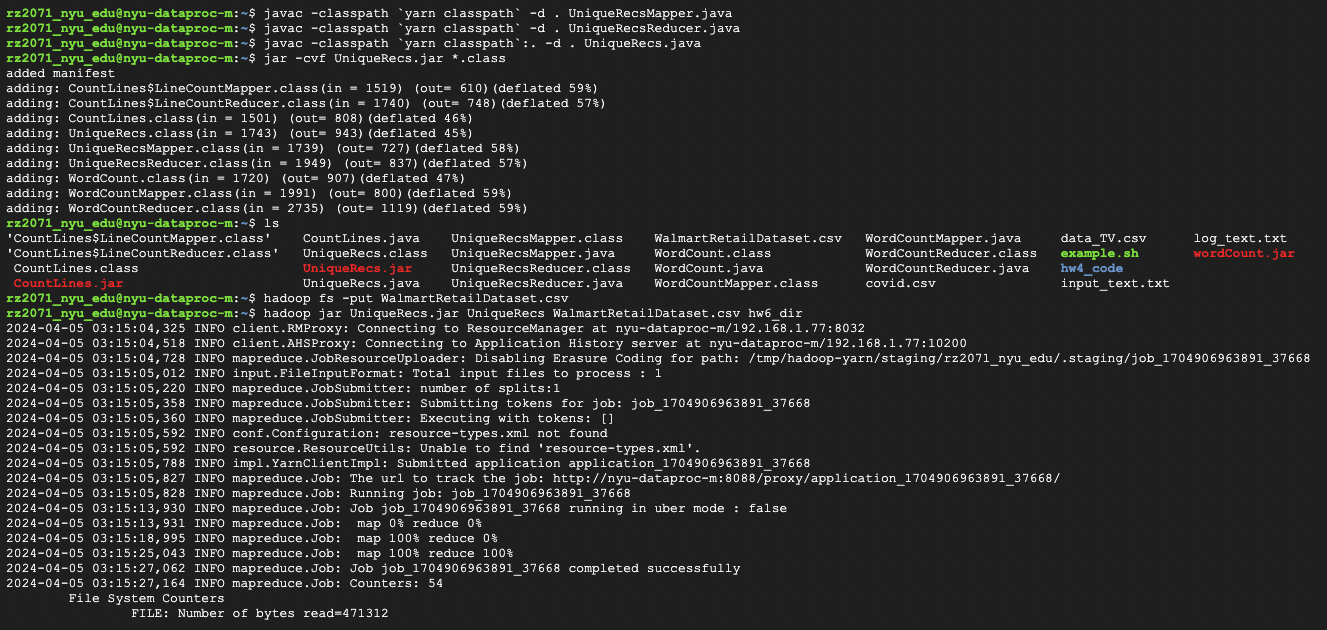 rz2071_nyu_edu@nyu-dataproc-m:~$ javac -classpath `yarn classpath` -d . UniqueRecsMapper.java
rz2071_nyu_edu@nyu-dataproc-m:~$ javac -classpath `yarn classpath` -d . UniqueRecsReducer.java
rz2071_nyu_edu@nyu-dataproc-m:~$ javac -classpath `yarn classpath`:. -d . UniqueRecs.java
rz2071_nyu_edu@nyu-dataproc-m:~$ jar -cvf UniqueRecs.jar *.class
added manifest
adding: CountLines$LineCountMapper.class(in = 1519) (out= 610)(deflated 59%)
adding: CountLines$LineCountReducer.class(in = 1740) (out= 748)(deflated 57%)
adding: CountLines.class(in = 1501) (out= 808)(deflated 46%)
adding: UniqueRecs.class(in = 1743) (out= 943)(deflated 45%)
adding: UniqueRecsMapper.class(in = 1739) (out= 727)(deflated 58%)
adding: UniqueRecsReducer.class(in = 1949) (out= 837)(deflated 57%)
adding: WordCount.class(in = 1720) (out= 907)(deflated 47%)
adding: WordCountMapper.class(in = 1991) (out= 800)(deflated 59%)
adding: WordCountReducer.class(in = 2735) (out= 1119)(deflated 59%)
rz2071_nyu_edu@nyu-dataproc-m:~$ ls
'CountLines$LineCountMapper.class'    CountLines.java   UniqueRecsMapper.class    WalmartRetailDataset.csv   WordCountMapper.java     data_TV.csv      log_text.txt
'CountLines$LineCountReducer.class'   UniqueRecs.class   UniqueRecsMapper.java    WordCount.class   WordCountReducer.class   example.sh   wordCount.jar
CountLines.class   UniqueRecs.jar   UniqueRecsReducer.class   WordCount.java   WordCountReducer.java   hw4_code
CountLines.jar   UniqueRecs.java   UniqueRecsReducer.java   WordCountMapper.class   covid.csv   input_text.txt
rz2071_nyu_edu@nyu-dataproc-m:~$ hadoop fs -put WalmartRetailDataset.csv
rz2071_nyu_edu@nyu-dataproc-m:~$ hadoop jar UniqueRecs.jar UniqueRecs WalmartRetailDataset.csv hw6_dir
2024-04-05 03:15:04,325 INFO client.RMProxy: Connecting to ResourceManager at nyu-dataproc-m/192.168.1.77:8032
2024-04-05 03:15:04,518 INFO client.AHSProxy: Connecting to Application History server at nyu-dataproc-m/192.168.1.77:10200
2024-04-05 03:15:04,728 INFO mapreduce.JobResourceUploader: Disabling Erasure Coding for path: /tmp/hadoop-yarn/staging/rz2071_nyu_edu/.staging/job_1704906963891_37668
2024-04-05 03:15:05,012 INFO input.FileInputFormat: Total input files to process : 1
2024-04-05 03:15:05,220 INFO mapreduce.JobSubmitter: number of splits:1
2024-04-05 03:15:05,358 INFO mapreduce.JobSubmitter: Submitting tokens for job: job_1704906963891_37668
2024-04-05 03:15:05,360 INFO mapreduce.JobSubmitter: Executing with tokens: []
2024-04-05 03:15:05,592 INFO conf.Configuration: resource-types.xml not found
2024-04-05 03:15:05,592 INFO resource.ResourceUtils: Unable to find 'resource-types.xml'.
2024-04-05 03:15:05,788 INFO impl.YarnClientImpl: Submitted application application_1704906963891_37668
2024-04-05 03:15:05,827 INFO mapreduce.Job: The url to track the job: http://nyu-dataproc-m:8088/proxy/application_1704906963891_37668/
2024-04-05 03:15:05,828 INFO mapreduce.Job: Running job: job_1704906963891_37668
2024-04-05 03:15:13,930 INFO mapreduce.Job: Job job_1704906963891_37668 running in uber mode : false
2024-04-05 03:15:13,931 INFO mapreduce.Job:  map 0% reduce 0%
2024-04-05 03:15:18,995 INFO mapreduce.Job:  map 100% reduce 0%
2024-04-05 03:15:25,043 INFO mapreduce.Job:  map 100% reduce 100%
2024-04-05 03:15:27,062 INFO mapreduce.Job: Job job_1704906963891_37668 completed successfully
2024-04-05 03:15:27,164 INFO mapreduce.Job: Counters: 54
File System Counters
FILE: Number of bytes read=471312